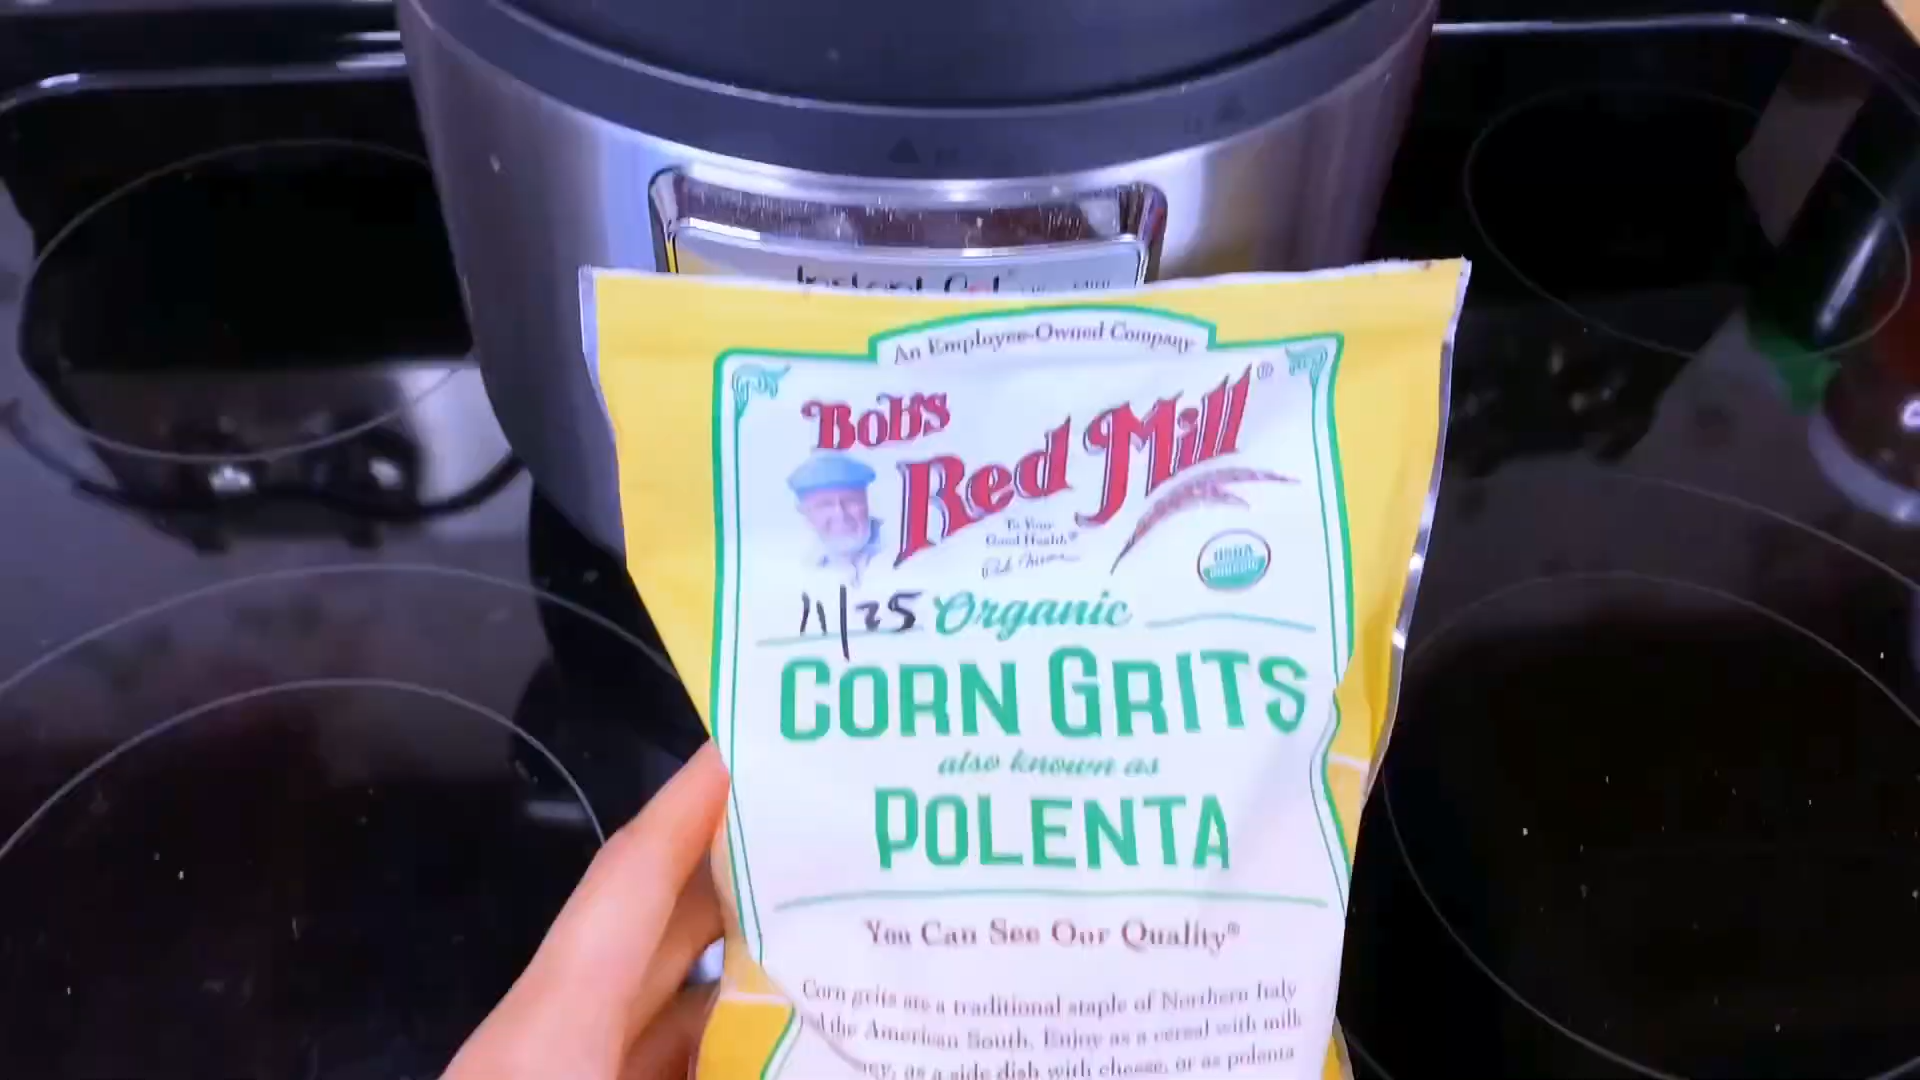 Instant Pot
An Employee-Owned Company
Bob's
Red Mill®
To Your
Good Health®
USDA
ORGANIC
11/25 Organic
CORN GRITS
also known as
POLENTA
You Can See Our Quality®
Corn grits are a traditional staple of Northern Italy
the American South. Enjoy as a cereal with milk
as a side dish with cheese, or as polenta